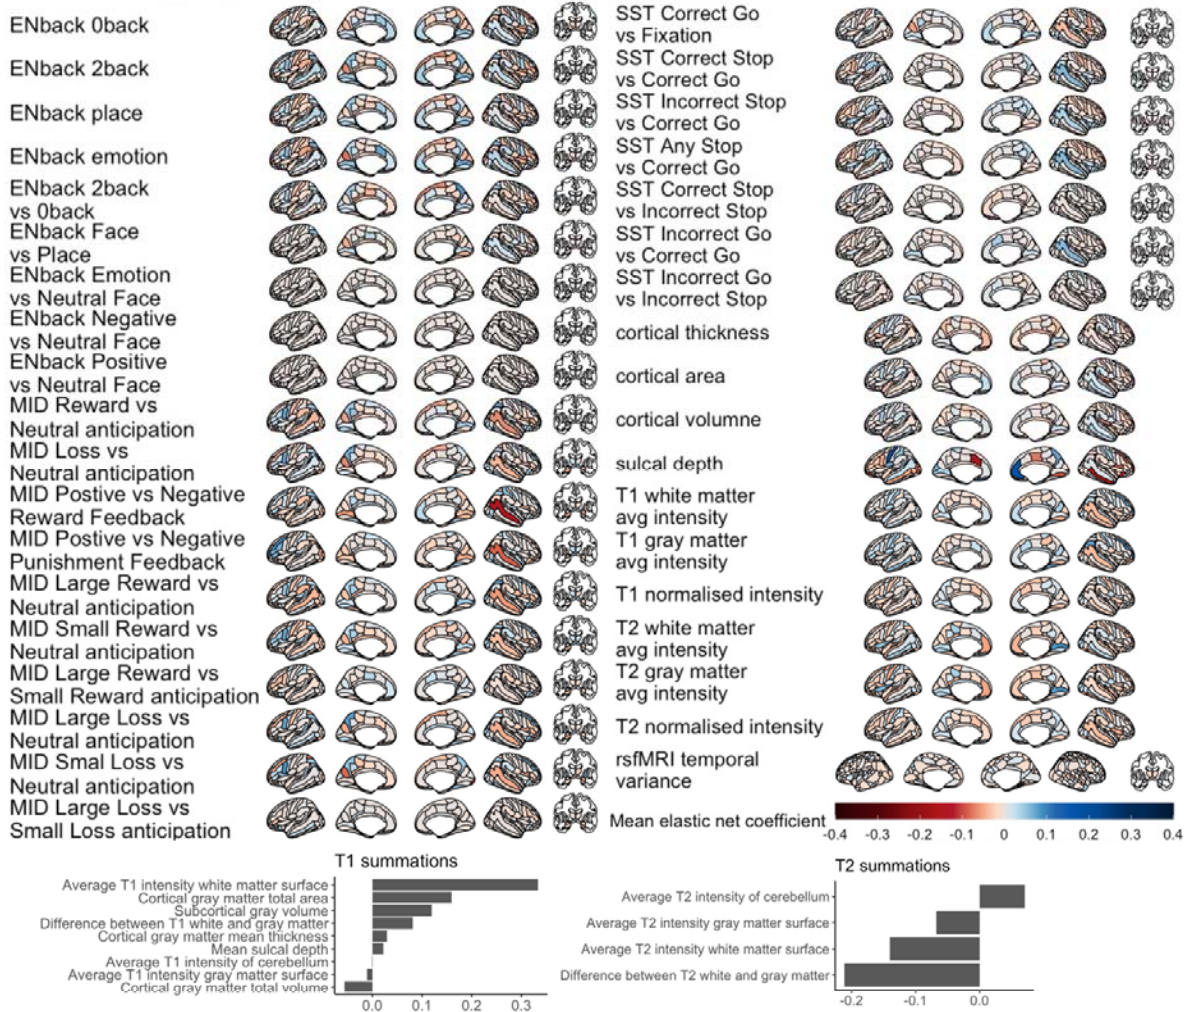 ENback 0back
ENback 2back
ENback place
ENback emotion
ENback 2back
vs 0back
ENback Face
vs Place
ENback Emotion
vs Neutral Face
ENback Negative
vs Neutral Face
ENback Positive
vs Neutral Face
MID Reward vs
Neutral anticipation
MID Loss vs
Neutral anticipation
MID Postive vs Negative
Reward Feedback
MID Postive vs Negative
Punishment Feedback
MID Large Reward vs
Neutral anticipation
MID Small Reward vs
Neutral anticipation
MID Large Reward vs
Small Reward anticipation
MID Large Loss vs
Neutral anticipation
MID Smal Loss vs
Neutral anticipation
MID Large Loss vs
Small Loss anticipation
SST Correct Go
vs Fixation
SST Correct Stop
vs Correct Go
SST Incorrect Stop
vs Correct Go
SST Any Stop
vs Correct Go
SST Correct Stop
vs Incorrect Stop
SST Incorrect Go
vs Correct Go
SST Incorrect Go
vs Incorrect Stop
cortical thickness
cortical area
cortical volumne
sulcal depth
T1 white matter
avg intensity
T1 gray matter
avg intensity
T1 normalised intensity
T2 white matter
avg intensity
T2 gray matter
avg intensity
T2 normalised intensity
rsfMRI temporal
variance
Mean elastic net coefficient
-0.4 -0.3 -0.2 -0.1 0 0.1 0.2 0.3 0.4
T1 summations
Average T1 intensity white matter surface
Cortical gray matter total area
Subcortical gray volume
Difference between T1 white and gray matter
Cortical gray matter mean thickness
Mean sulcal depth
Average T1 intensity of cerebellum
Average T1 intensity gray matter surface
Cortical gray matter total volume
0.0 0.1 0.2 0.3
T2 summations
Average T2 intensity of cerebellum
Average T2 intensity gray matter surface
Average T2 intensity white matter surface
Difference between T2 white and gray matter
-0.2 -0.1 0.0